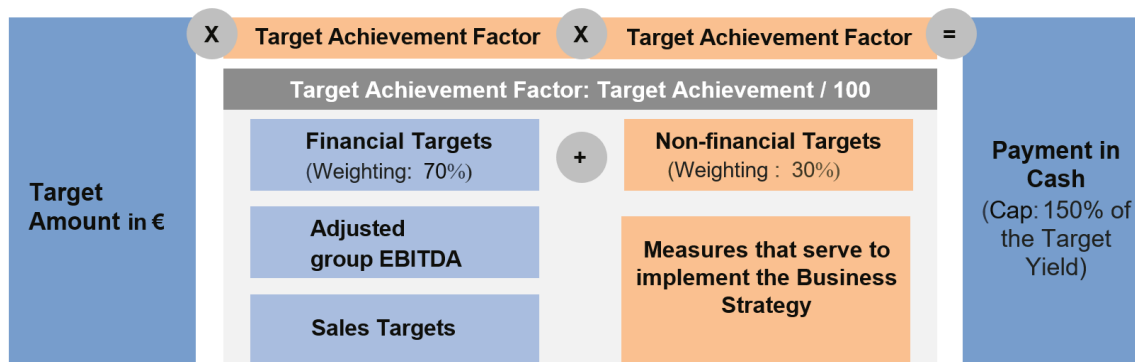 X Target Achievement Factor X Target Achievement Factor =
Target Achievement Factor: Target Achievement / 100
Target
Amount in €
Financial Targets
(Weighting: 70%)
+
Non-financial Targets
(Weighting : 30%)
Adjusted
group EBITDA
Sales Targets
Measures that serve to
implement the Business
Strategy
Payment in
Cash
(Cap: 150% of
the Target
Yield)